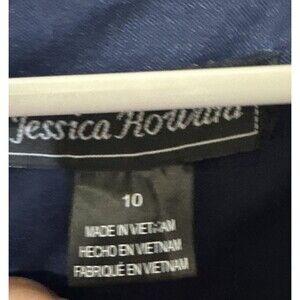 Jessica Howard
10
MADE IN VIETNAM
HECHO EN VIETNAM
FABRIQUÉ EN VIETNAM